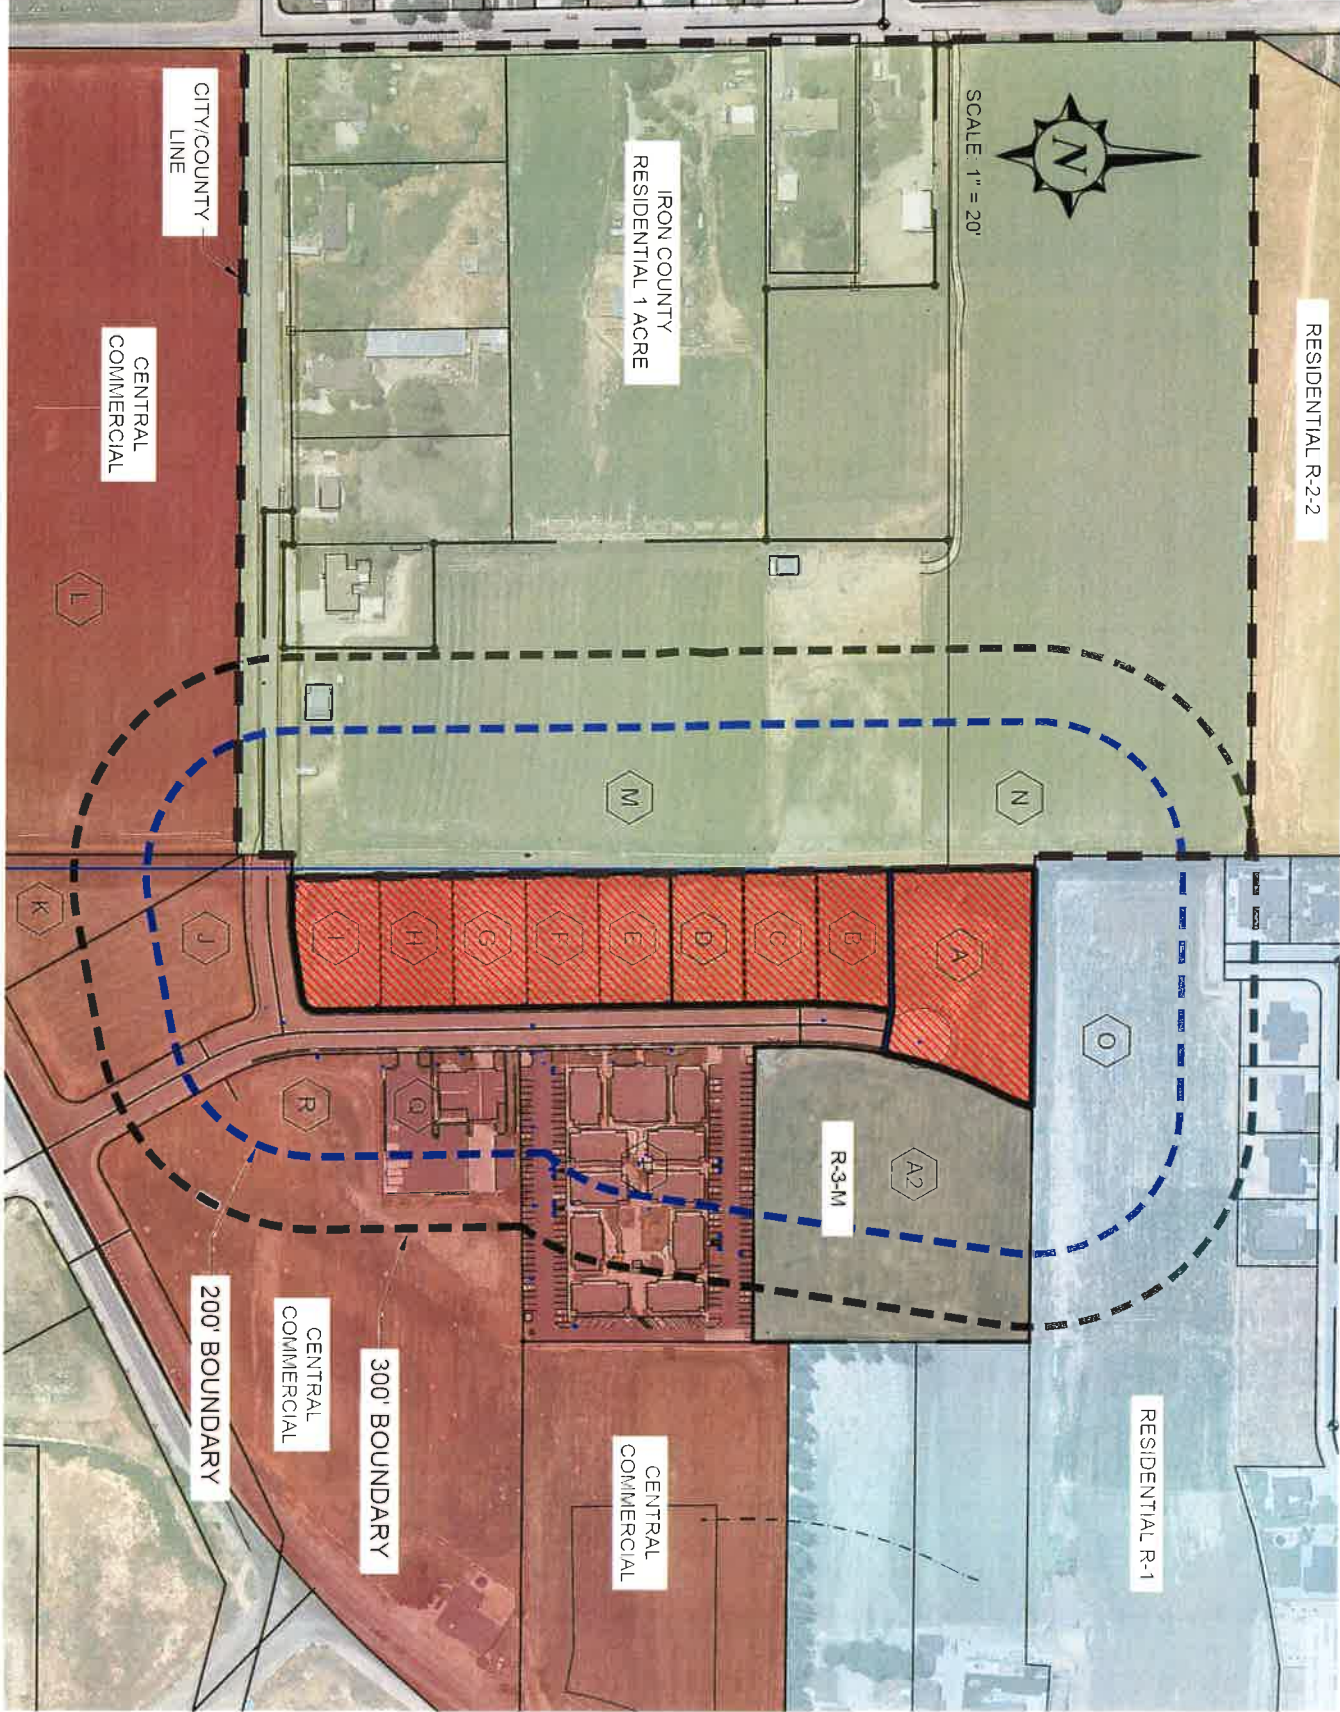 RESIDENTIAL R-2-2
N
SCALE: 1" = 20'
IRON COUNTY
RESIDENTIAL 1 ACRE
CITY/COUNTY
LINE
CENTRAL
COMMERCIAL
L
M
N
K
J
I
H
G
F
E
D
C
B
A
O
R
Q
A2
R-3-M
RESIDENTIAL R-1
200' BOUNDARY
CENTRAL
COMMERCIAL
300' BOUNDARY
CENTRAL
COMMERCIAL